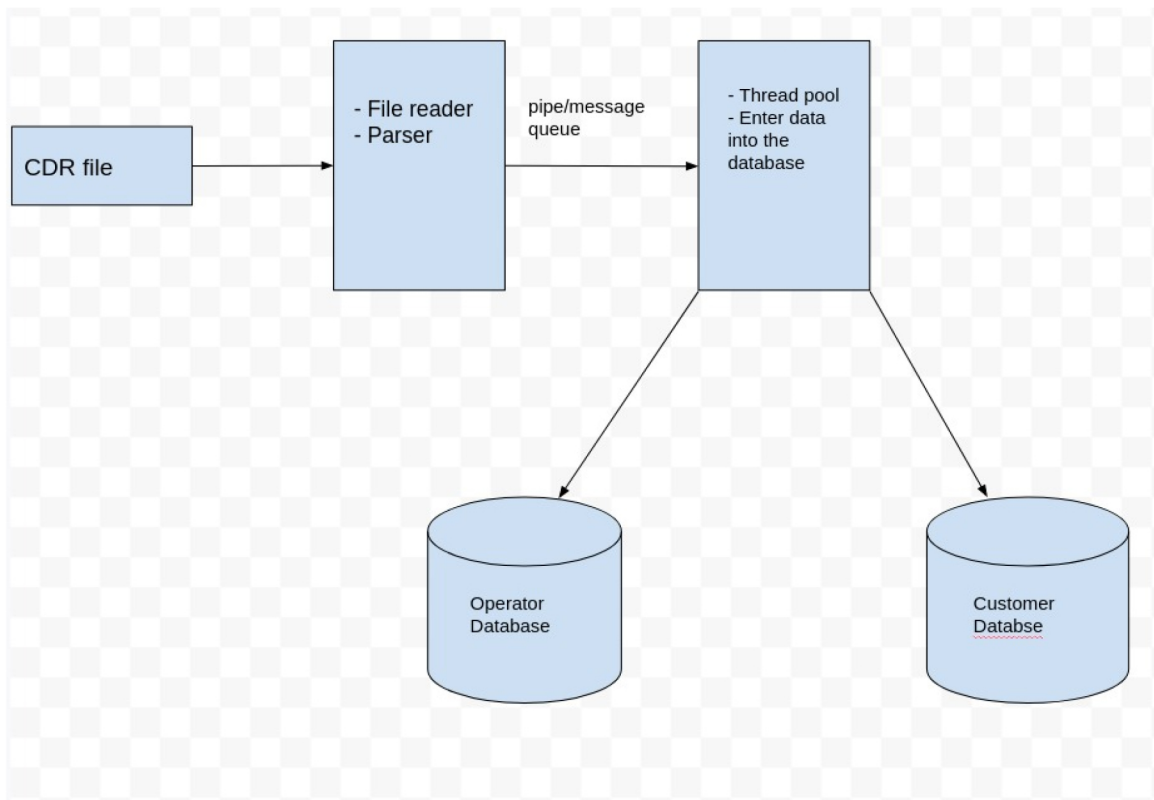 CDR file
- File reader
- Parser
pipe/message
queue
- Thread pool
- Enter data
into the
database
Operator
Database
Customer
Databse